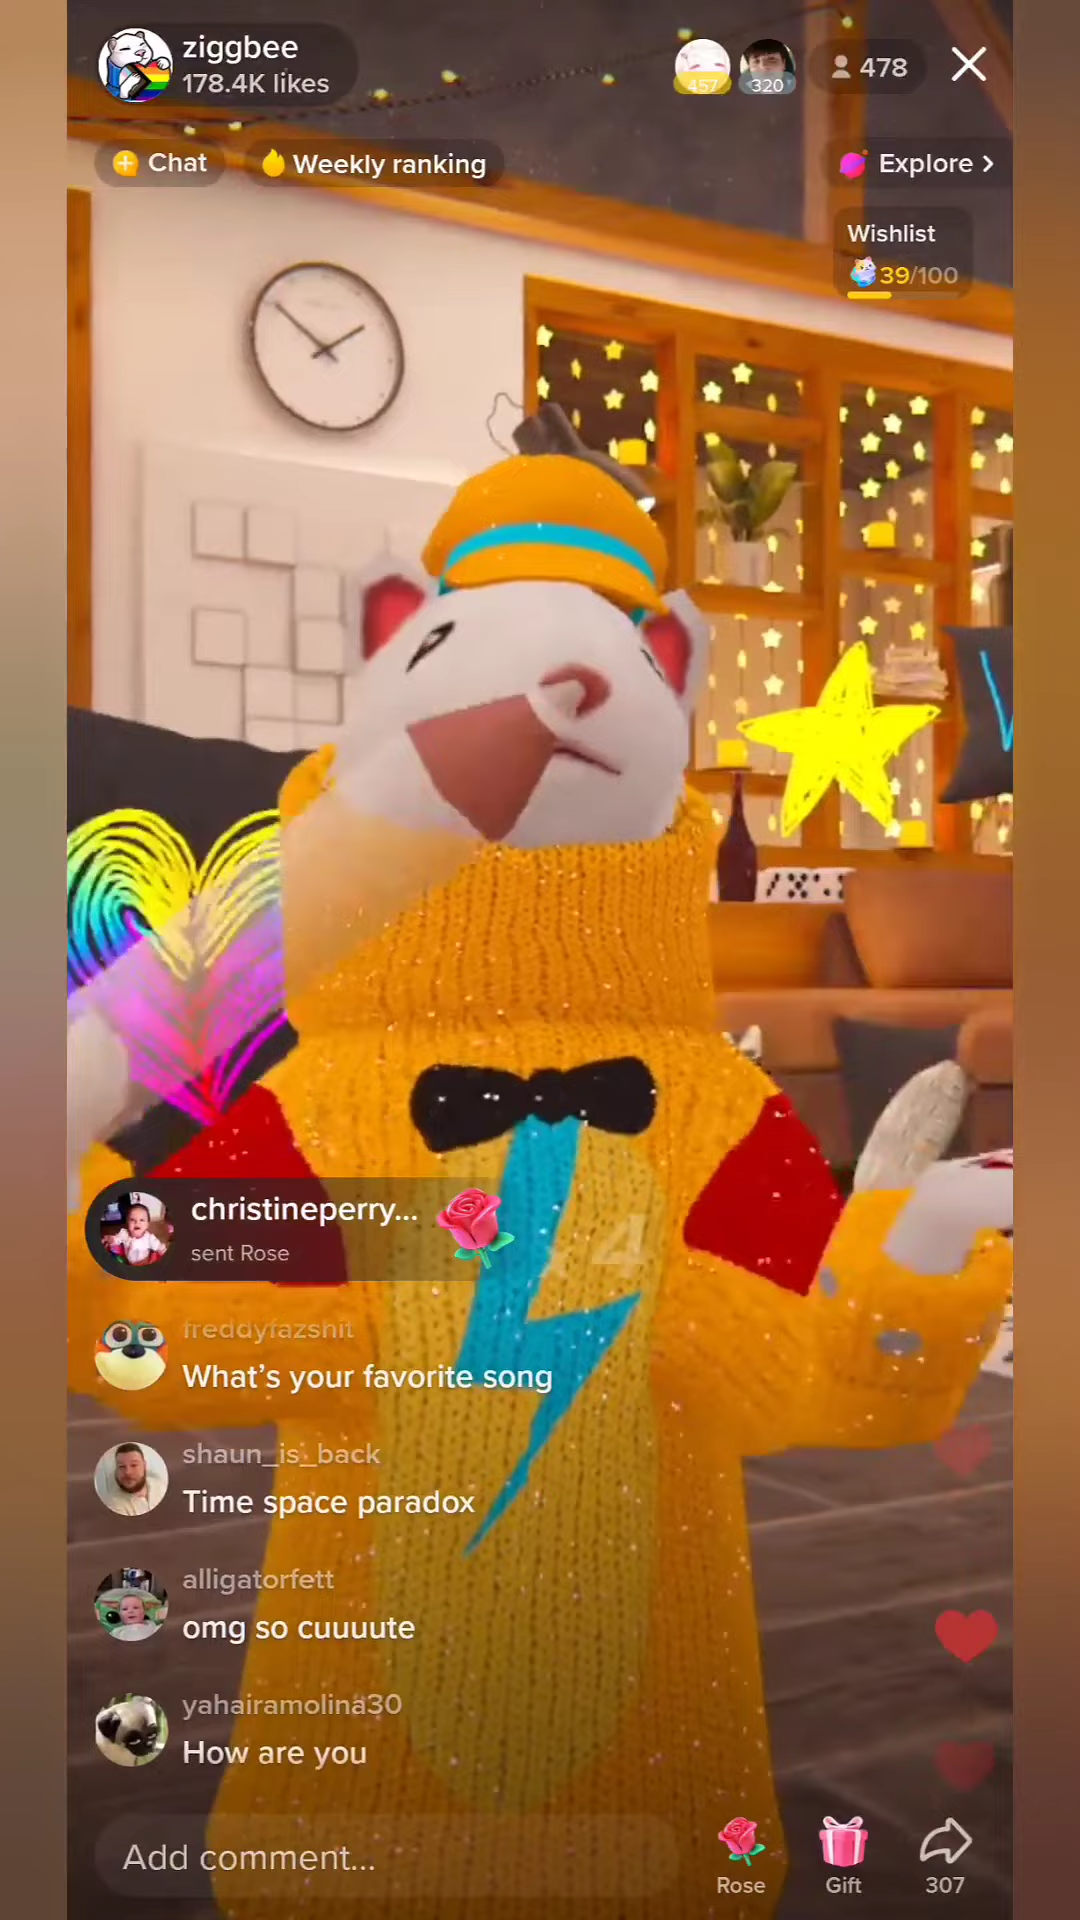 ziggbee
178.4K likes
457
320
478
Chat
Weekly ranking
Explore
Wishlist
39/100
christineperry...
sent Rose
freddyfazshit
What's your favorite song
shaun_is_back
Time space paradox
alligatorfett
omg so cuuuute
yahairamolina30
How are you
Add comment...
Rose
Gift
307